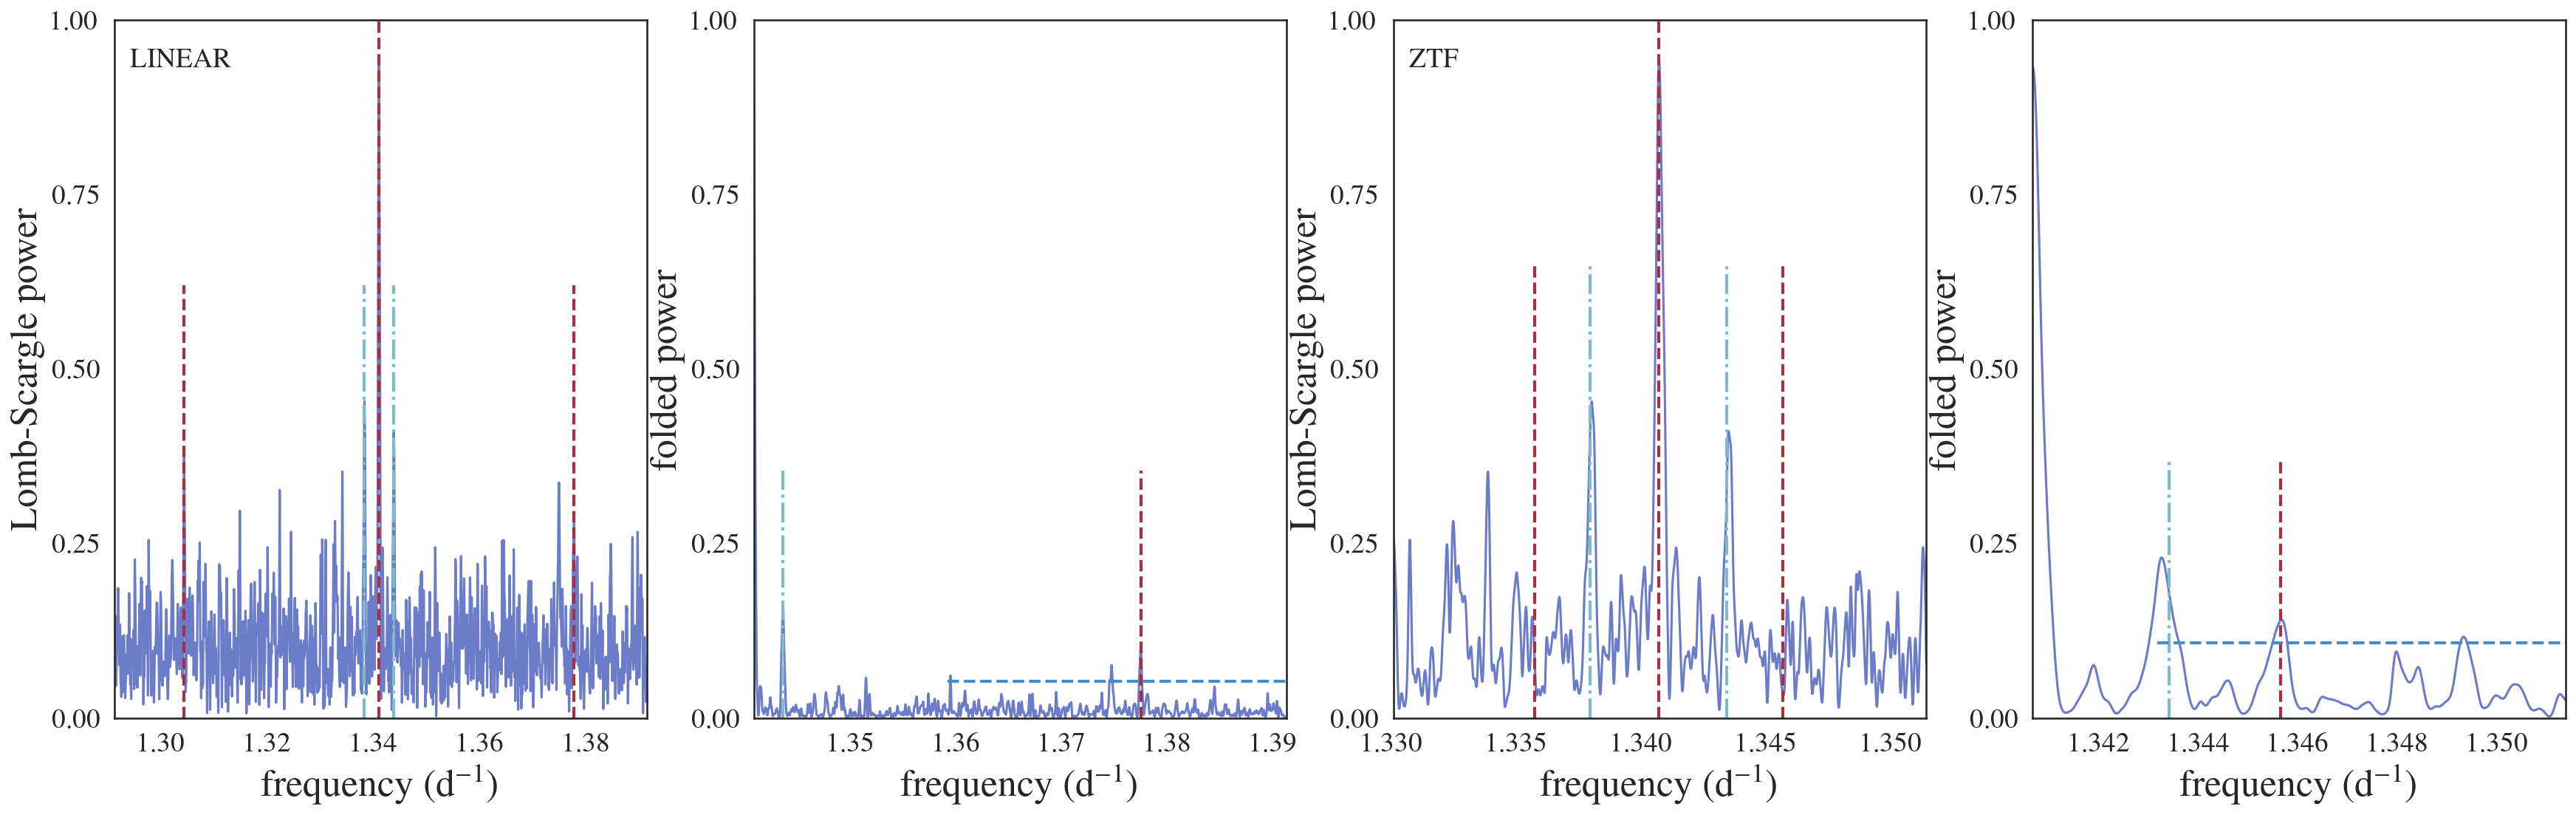 LINEAR
Lomb-Scargle power
1.00
0.75
0.50
0.25
0.00
1.30 1.32 1.34 1.36 1.38
frequency (d⁻¹)
folded power
1.00
0.75
0.50
0.25
0.00
1.35 1.36 1.37 1.38 1.39
frequency (d⁻¹)
ZTF
Lomb-Scargle power
1.00
0.75
0.50
0.25
0.00
1.330 1.335 1.340 1.345 1.350
frequency (d⁻¹)
folded power
1.00
0.75
0.50
0.25
0.00
1.342 1.344 1.346 1.348 1.350
frequency (d⁻¹)